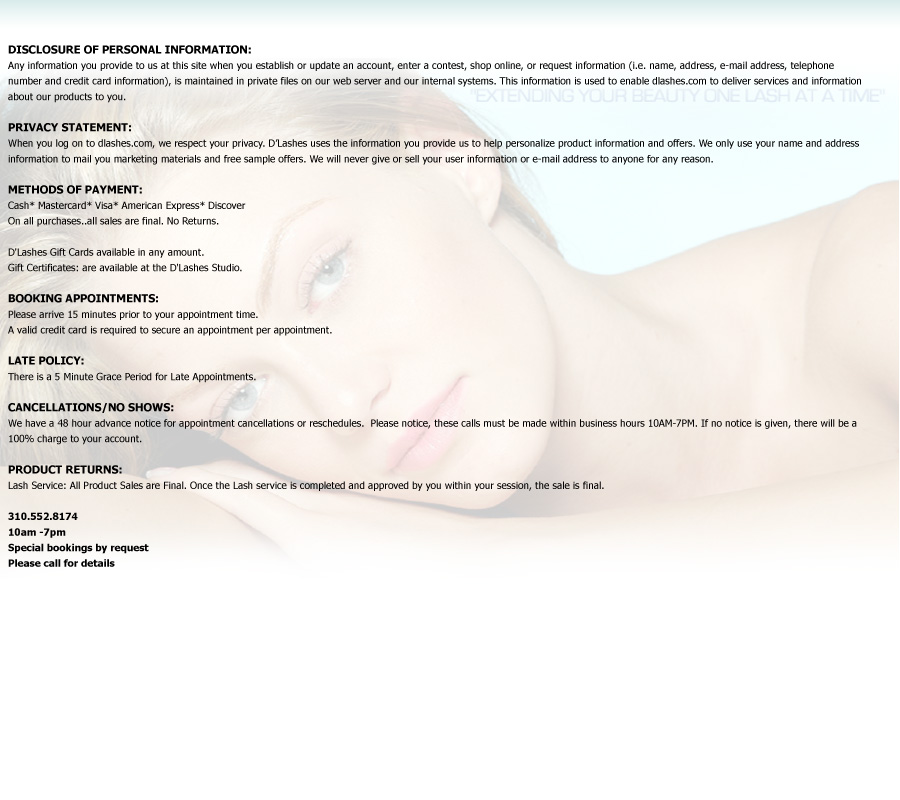 DISCLOSURE OF PERSONAL INFORMATION:
Any information you provide to us at this site when you establish or update an account, enter a contest, shop online, or request information (i.e. name, address, e-mail address, telephone
number and credit card information), is maintained in private files on our web server and our internal systems. This information is used to enable dlashes.com to deliver services and information
about our products to you.
"EXTENDING YOUR BEAUTY ONE LASH AT A TIME"
PRIVACY STATEMENT:
When you log on to dlashes.com, we respect your privacy. D'Lashes uses the information you provide us to help personalize product information and offers. We only use your name and address
information to mail you marketing materials and free sample offers. We will never give or sell your user information or e-mail address to anyone for any reason.
METHODS OF PAYMENT:
Cash* Mastercard* Visa* American Express* Discover
On all purchases..all sales are final. No Returns.
D'Lashes Gift Cards available in any amount.
Gift Certificates: are available at the D'Lashes Studio.
BOOKING APPOINTMENTS:
Please arrive 15 minutes prior to your appointment time.
A valid credit card is required to secure an appointment per appointment.
LATE POLICY:
There is a 5 Minute Grace Period for Late Appointments.
CANCELLATIONS/NO SHOWS:
We have a 48 hour advance notice for appointment cancellations or reschedules.  Please notice, these calls must be made within business hours 10AM-7PM. If no notice is given, there will be a
100% charge to your account.
PRODUCT RETURNS:
Lash Service: All Product Sales are Final. Once the Lash service is completed and approved by you within your session, the sale is final.
310.552.8174
10am -7pm
Special bookings by request
Please call for details